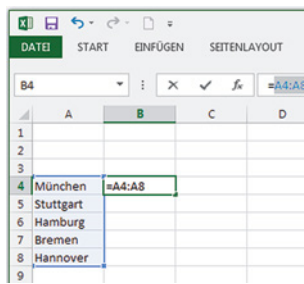 DATEI START EINFÜGEN SEITENLAYOUT
B4 fx =A4:A8
A B C D
1
2
3
4 München =A4:A8
5 Stuttgart
6 Hamburg
7 Bremen
8 Hannover
9